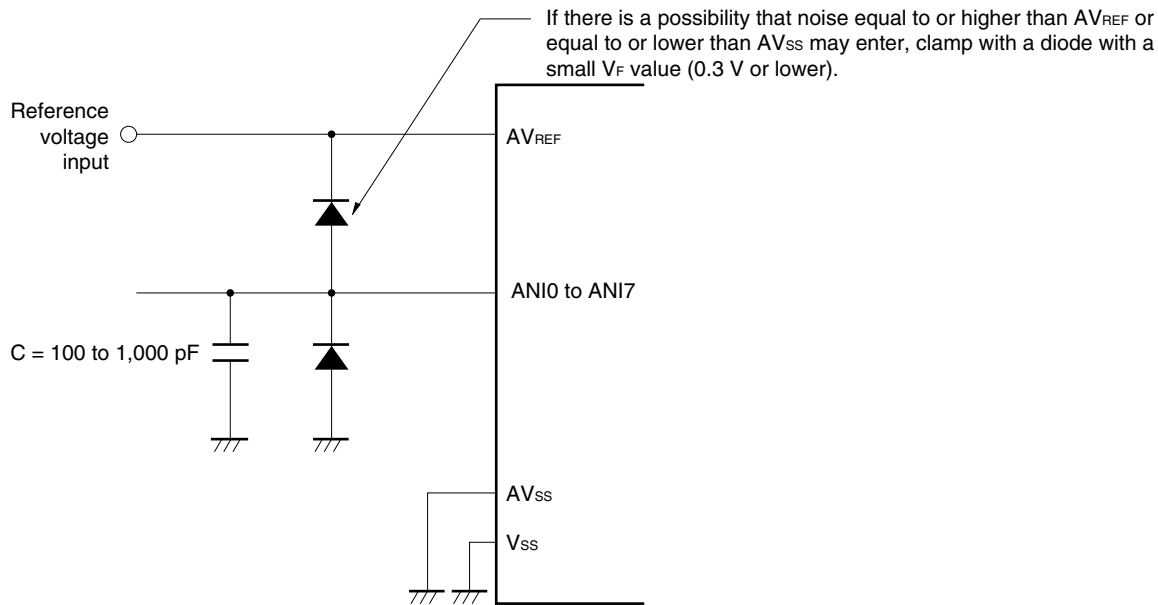 If there is a possibility that noise equal to or higher than AVREF or
equal to or lower than AVSS may enter, clamp with a diode with a
small VF value (0.3 V or lower).
Reference
voltage
input
AVREF
ANI0 to ANI7
C = 100 to 1,000 pF
AVSS
VSS